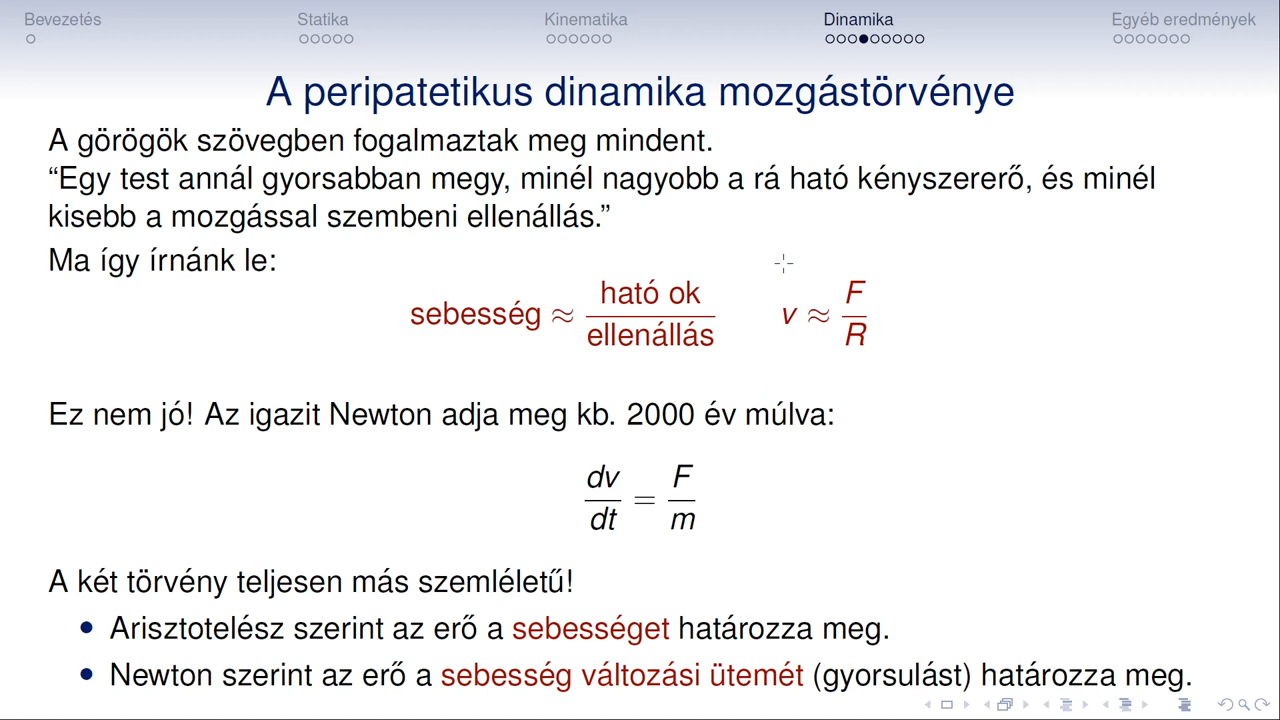 Bevezetés Statika Kinematika Dinamika Egyéb eredmények
A peripatetikus dinamika mozgástörvénye
A görögök szövegben fogalmaztak meg mindent.
“Egy test annál gyorsabban megy, minél nagyobb a rá ható kényszererő, és minél
kisebb a mozgással szembeni ellenállás.”
Ma így írnánk le:
sebesség ≈ ható ok / ellenállás v ≈ F / R
Ez nem jó! Az igazit Newton adja meg kb. 2000 év múlva:
dv / dt = F / m
A két törvény teljesen más szemléletű!
• Arisztotelész szerint az erő a sebességet határozza meg.
• Newton szerint az erő a sebesség változási ütemét (gyorsulást) határozza meg.